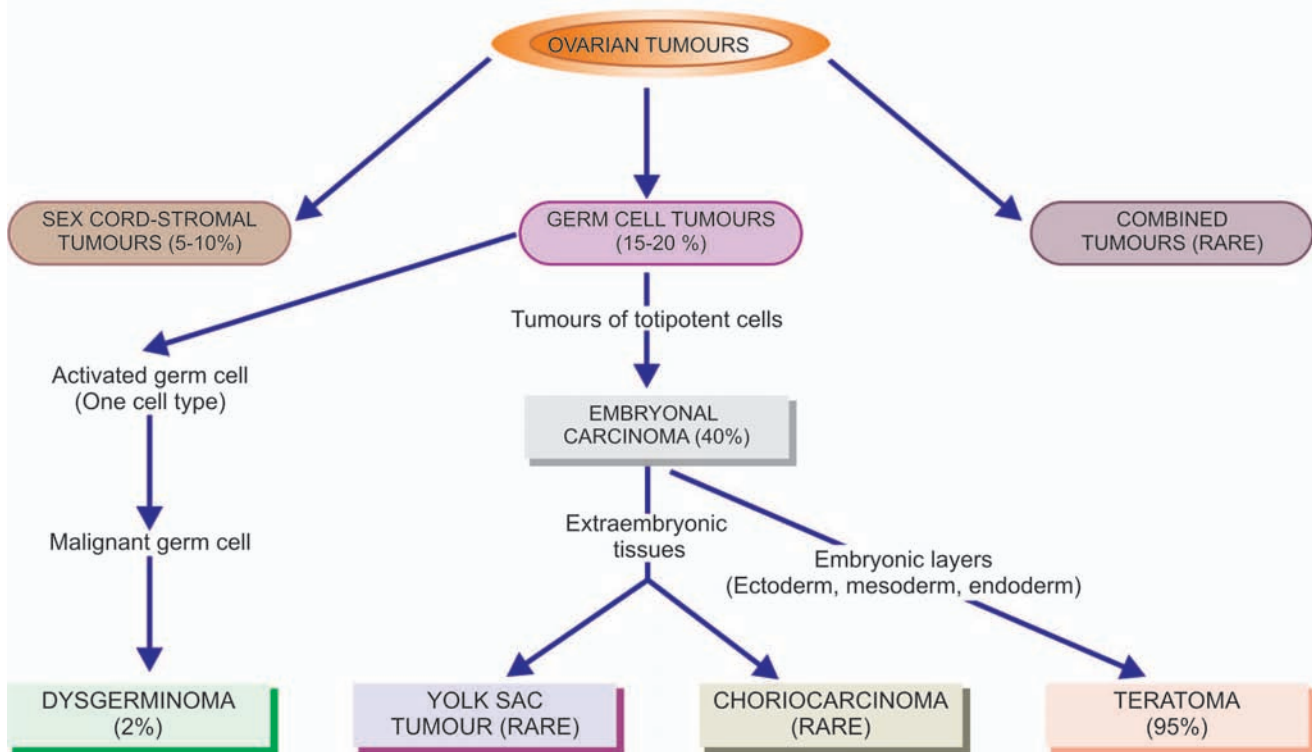 OVARIAN TUMOURS
SEX CORD-STROMAL
TUMOURS (5-10%)
GERM CELL TUMOURS
(15-20 %)
COMBINED
TUMOURS (RARE)
Tumours of totipotent cells
Activated germ cell
(One cell type)
EMBRYONAL
CARCINOMA (40%)
Malignant germ cell
Extraembryonic
tissues
Embryonic layers
(Ectoderm, mesoderm, endoderm)
DYSGERMINOMA
(2%)
YOLK SAC
TUMOUR (RARE)
CHORIOCARCINOMA
(RARE)
TERATOMA
(95%)